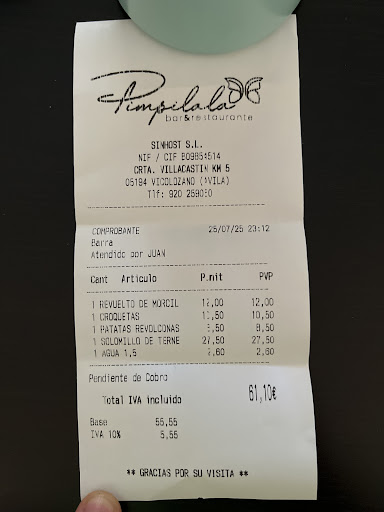 Pimpilala
bar&restaurante
SINHOST S.L.
NIF / CIF B09854514
CRTA. VILLACASTIN KM 5
05194 VICOLOZANO (AVILA)
Tlf: 920 259030
COMPROBANTE 25/07/25 23:12
Barra
Atendido por JUAN
Cant Articulo P.unit PVP
1 REVUELTO DE MORCIL 12,00 12,00
1 CROQUETAS 10,50 10,50
1 PATATAS REVOLCONAS 8,50 8,50
1 SOLOMILLO DE TERNE 27,50 27,50
1 AGUA 1,5 2,60 2,60
Pendiente de Cobro
Total IVA incluido 61,10€
Base 55,55
IVA 10% 5,55
** GRACIAS POR SU VISITA **